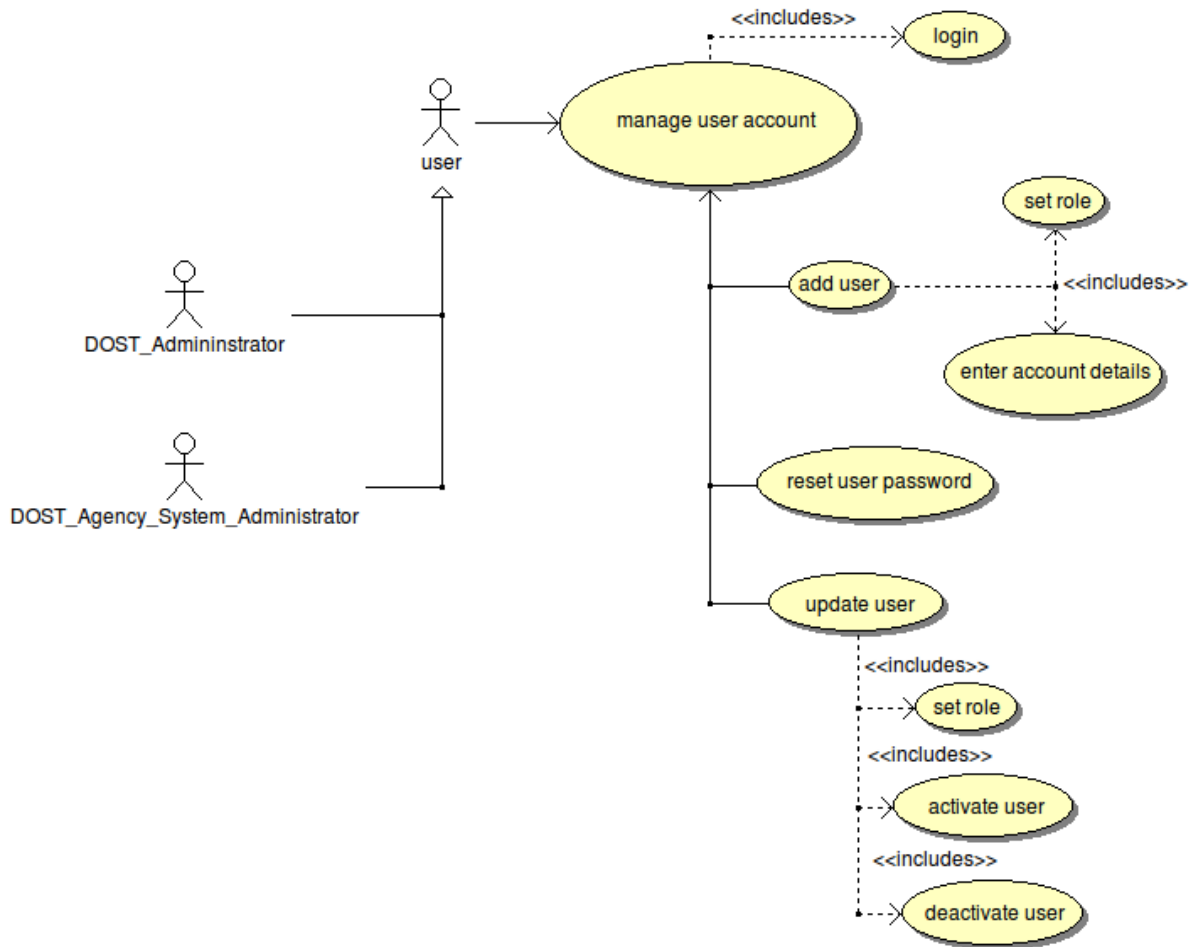 <<includes>>
login
manage user account
user
set role
add user
<<includes>>
DOST_Admininstrator
enter account details
reset user password
DOST_Agency_System_Administrator
update user
<<includes>>
set role
<<includes>>
activate user
<<includes>>
deactivate user